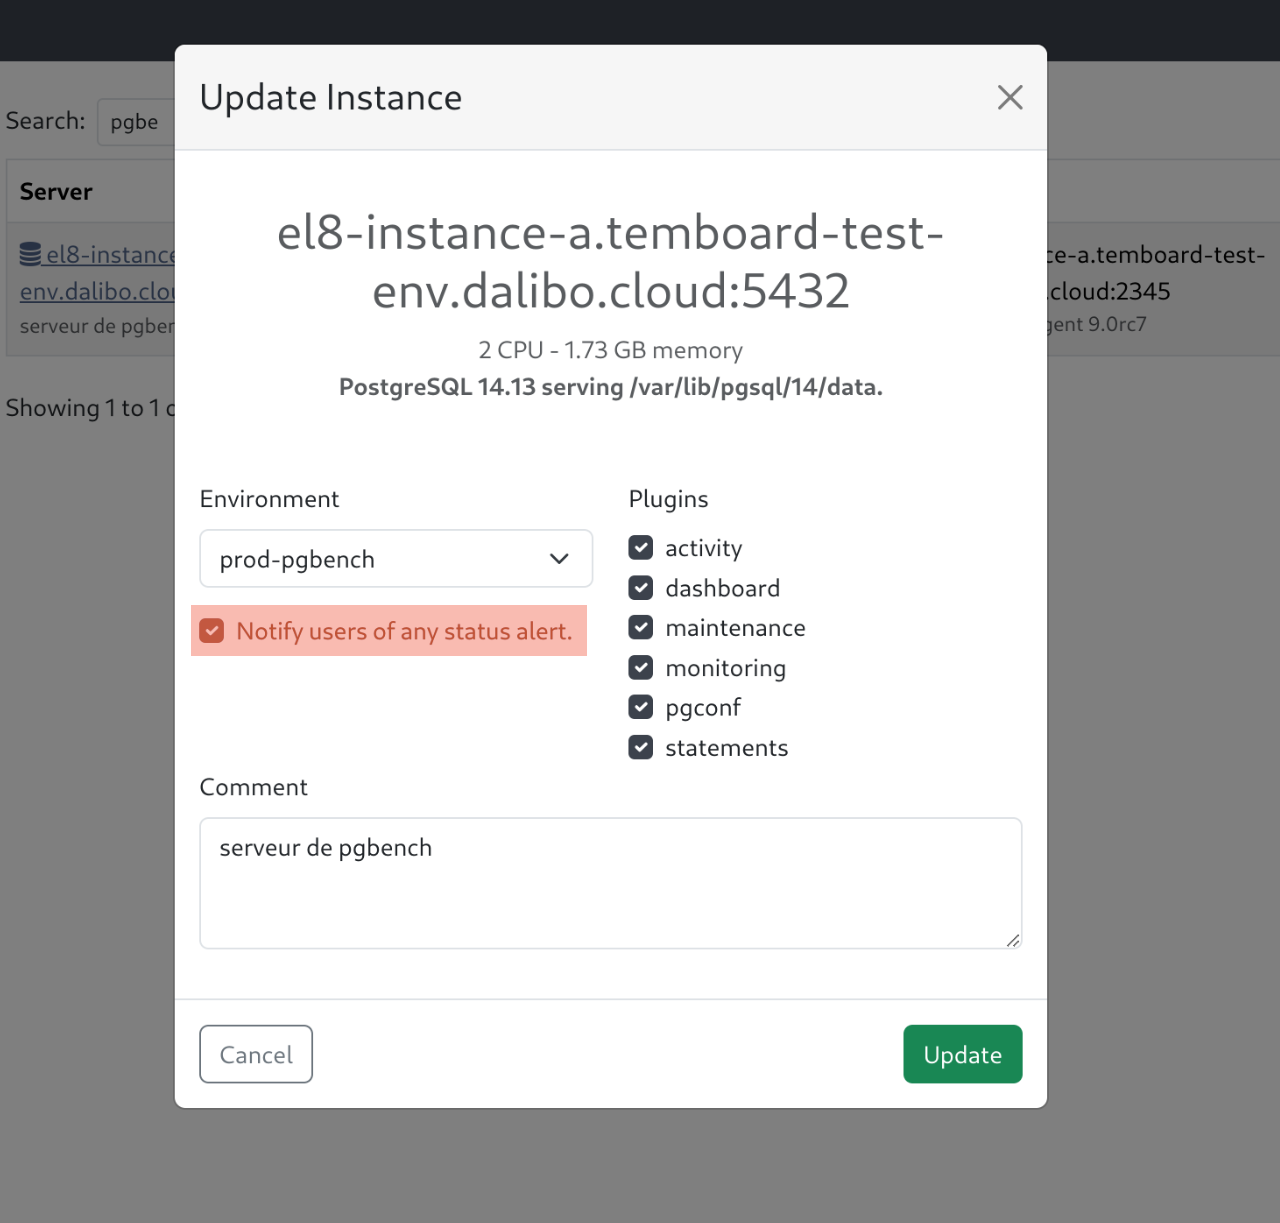 Update Instance
Search: pgbe
Server
el8-instance
env.dalibo.clou
serveur de pgben
ce-a.temboard-test-
.cloud:2345
gent 9.0rc7
Showing 1 to 1 o
el8-instance-a.temboard-test-
env.dalibo.cloud:5432
2 CPU - 1.73 GB memory
PostgreSQL 14.13 serving /var/lib/pgsql/14/data.
Environment
prod-pgbench
Notify users of any status alert.
Plugins
activity
dashboard
maintenance
monitoring
pgconf
statements
Comment
serveur de pgbench
Cancel
Update